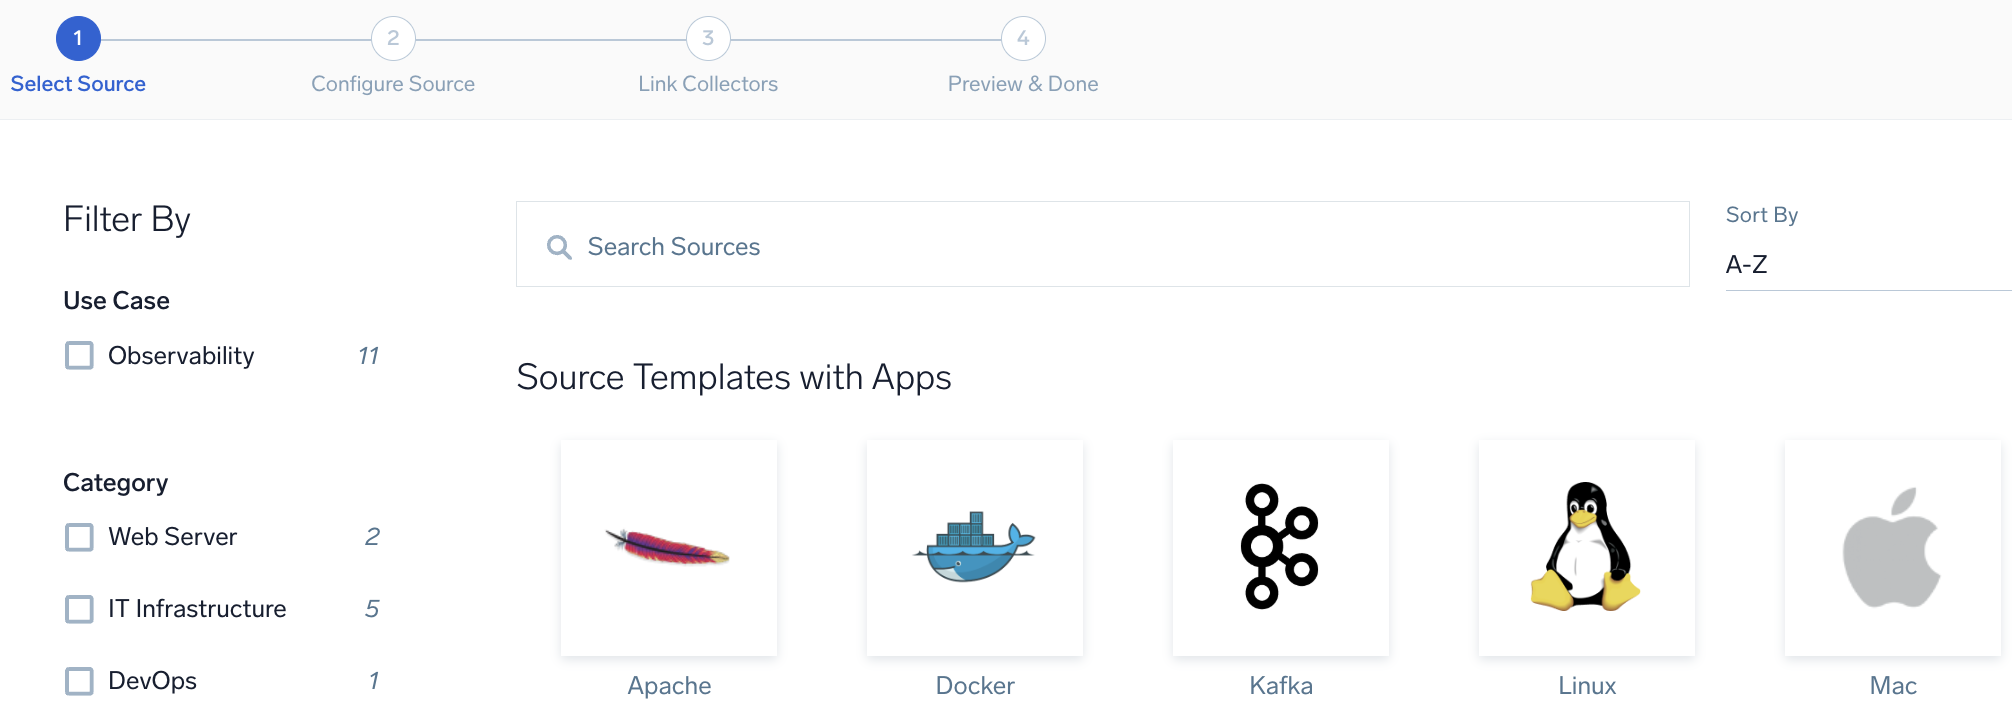 1
2
3
4
Select Source
Configure Source
Link Collectors
Preview & Done
Filter By
Use Case
Observability 11
Category
Web Server 2
IT Infrastructure 5
DevOps 1
Search Sources
Sort By
A-Z
Source Templates with Apps
Apache
Docker
Kafka
Linux
Mac